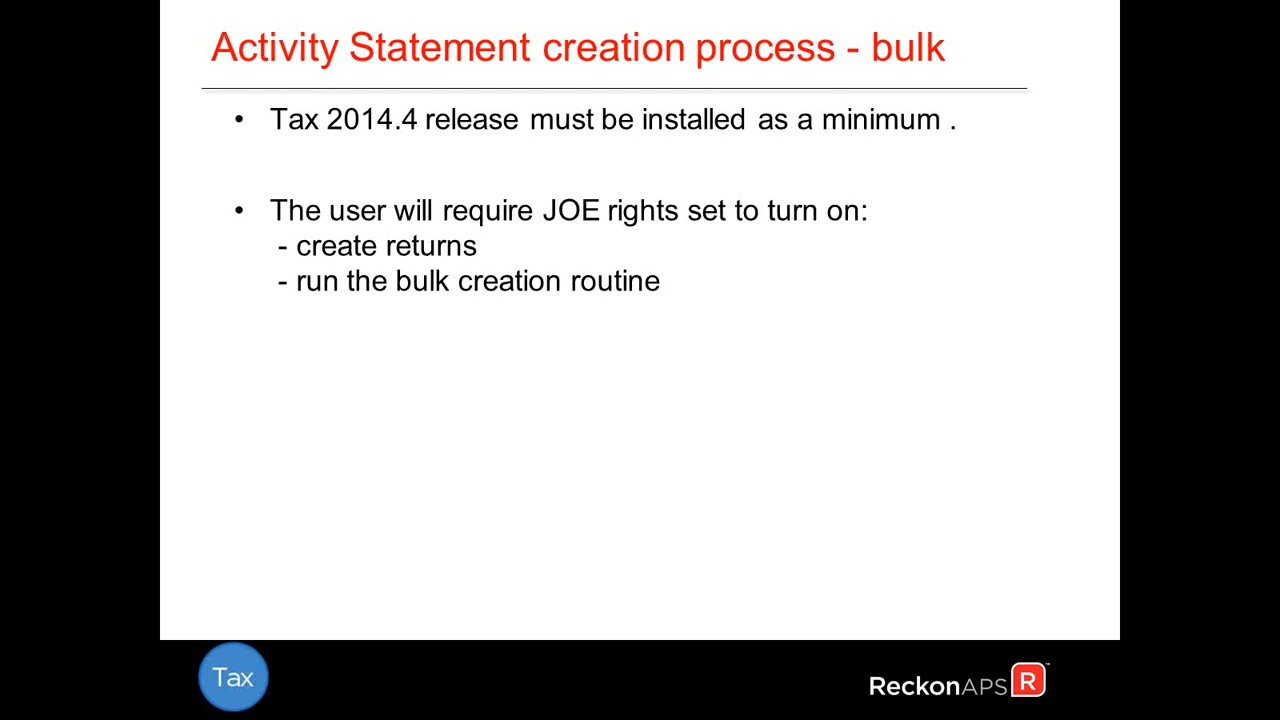 Activity Statement creation process - bulk
• Tax 2014.4 release must be installed as a minimum .
• The user will require JOE rights set to turn on:
- create returns
- run the bulk creation routine
Tax
ReckonAPS R